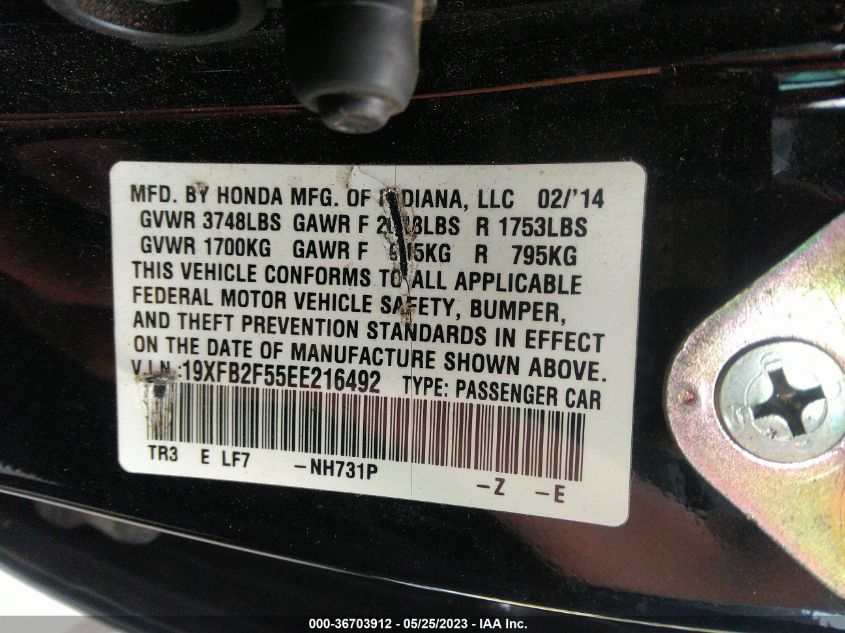 MFD. BY HONDA MFG. OF INDIANA, LLC 02/'14
GVWR 3748LBS GAWR F R 1753LBS
GVWR 1700KG GAWR F R 795KG
THIS VEHICLE CONFORMS TO ALL APPLICABLE
FEDERAL MOTOR VEHICLE SAFETY, BUMPER,
AND THEFT PREVENTION STANDARDS IN EFFECT
ON THE DATE OF MANUFACTURE SHOWN ABOVE.
V.I.N.:19XFB2F55EE216492 TYPE: PASSENGER CAR
TR3 E LF7 -NH731P -Z -E
000-36703912 - 05/25/2023 - IAA Inc.